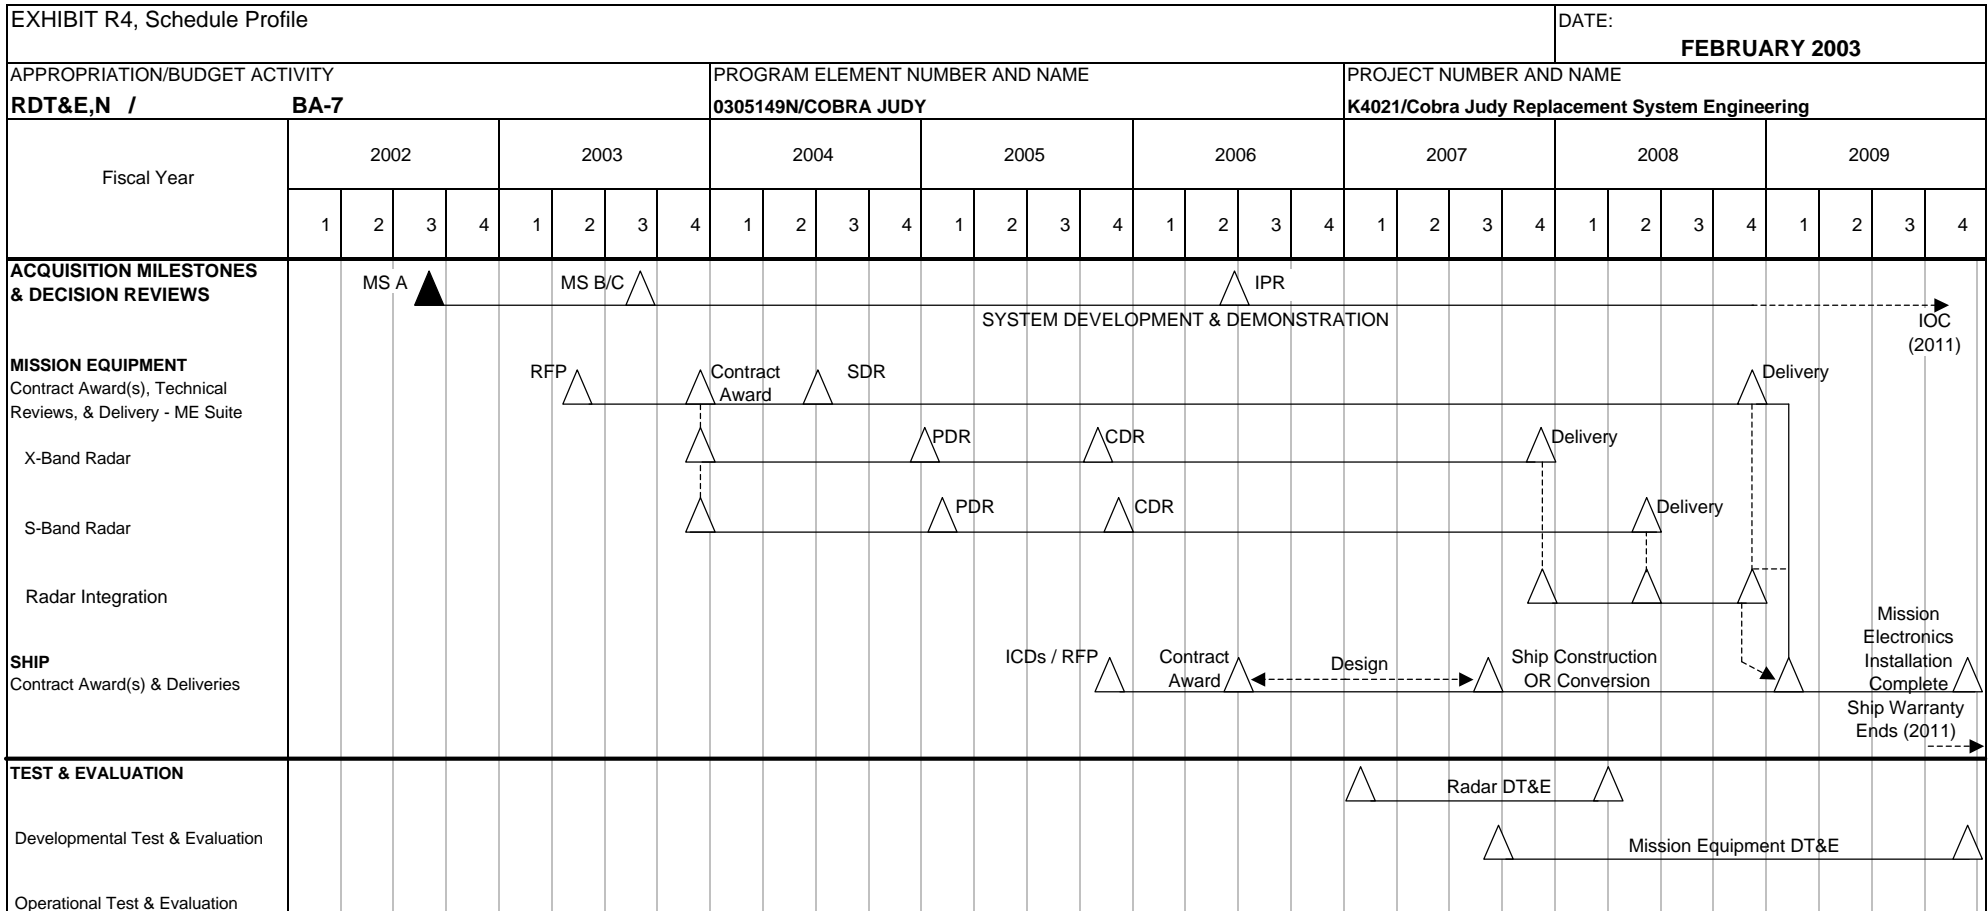 EXHIBIT R4, Schedule Profile
DATE:
FEBRUARY 2003
APPROPRIATION/BUDGET ACTIVITY
PROGRAM ELEMENT NUMBER AND NAME
PROJECT NUMBER AND NAME
RDT&E,N / BA-7
0305149N/COBRA JUDY
K4021/Cobra Judy Replacement System Engineering
Fiscal Year
2002 2003 2004 2005 2006 2007 2008 2009
1 2 3 4 1 2 3 4 1 2 3 4 1 2 3 4 1 2 3 4 1 2 3 4 1 2 3 4 1 2 3 4
ACQUISITION MILESTONES
& DECISION REVIEWS
MS A
MS B/C
IPR
SYSTEM DEVELOPMENT & DEMONSTRATION
IOC
(2011)
MISSION EQUIPMENT
Contract Award(s), Technical
Reviews, & Delivery - ME Suite
RFP
Contract
Award
SDR
Delivery
X-Band Radar
PDR
CDR
Delivery
S-Band Radar
PDR
CDR
Delivery
Radar Integration
SHIP
Contract Award(s) & Deliveries
ICDs / RFP
Contract
Award
Design
Ship Construction
OR Conversion
Mission
Electronics
Installation
Complete
Ship Warranty
Ends (2011)
TEST & EVALUATION
Radar DT&E
Developmental Test & Evaluation
Mission Equipment DT&E
Operational Test & Evaluation